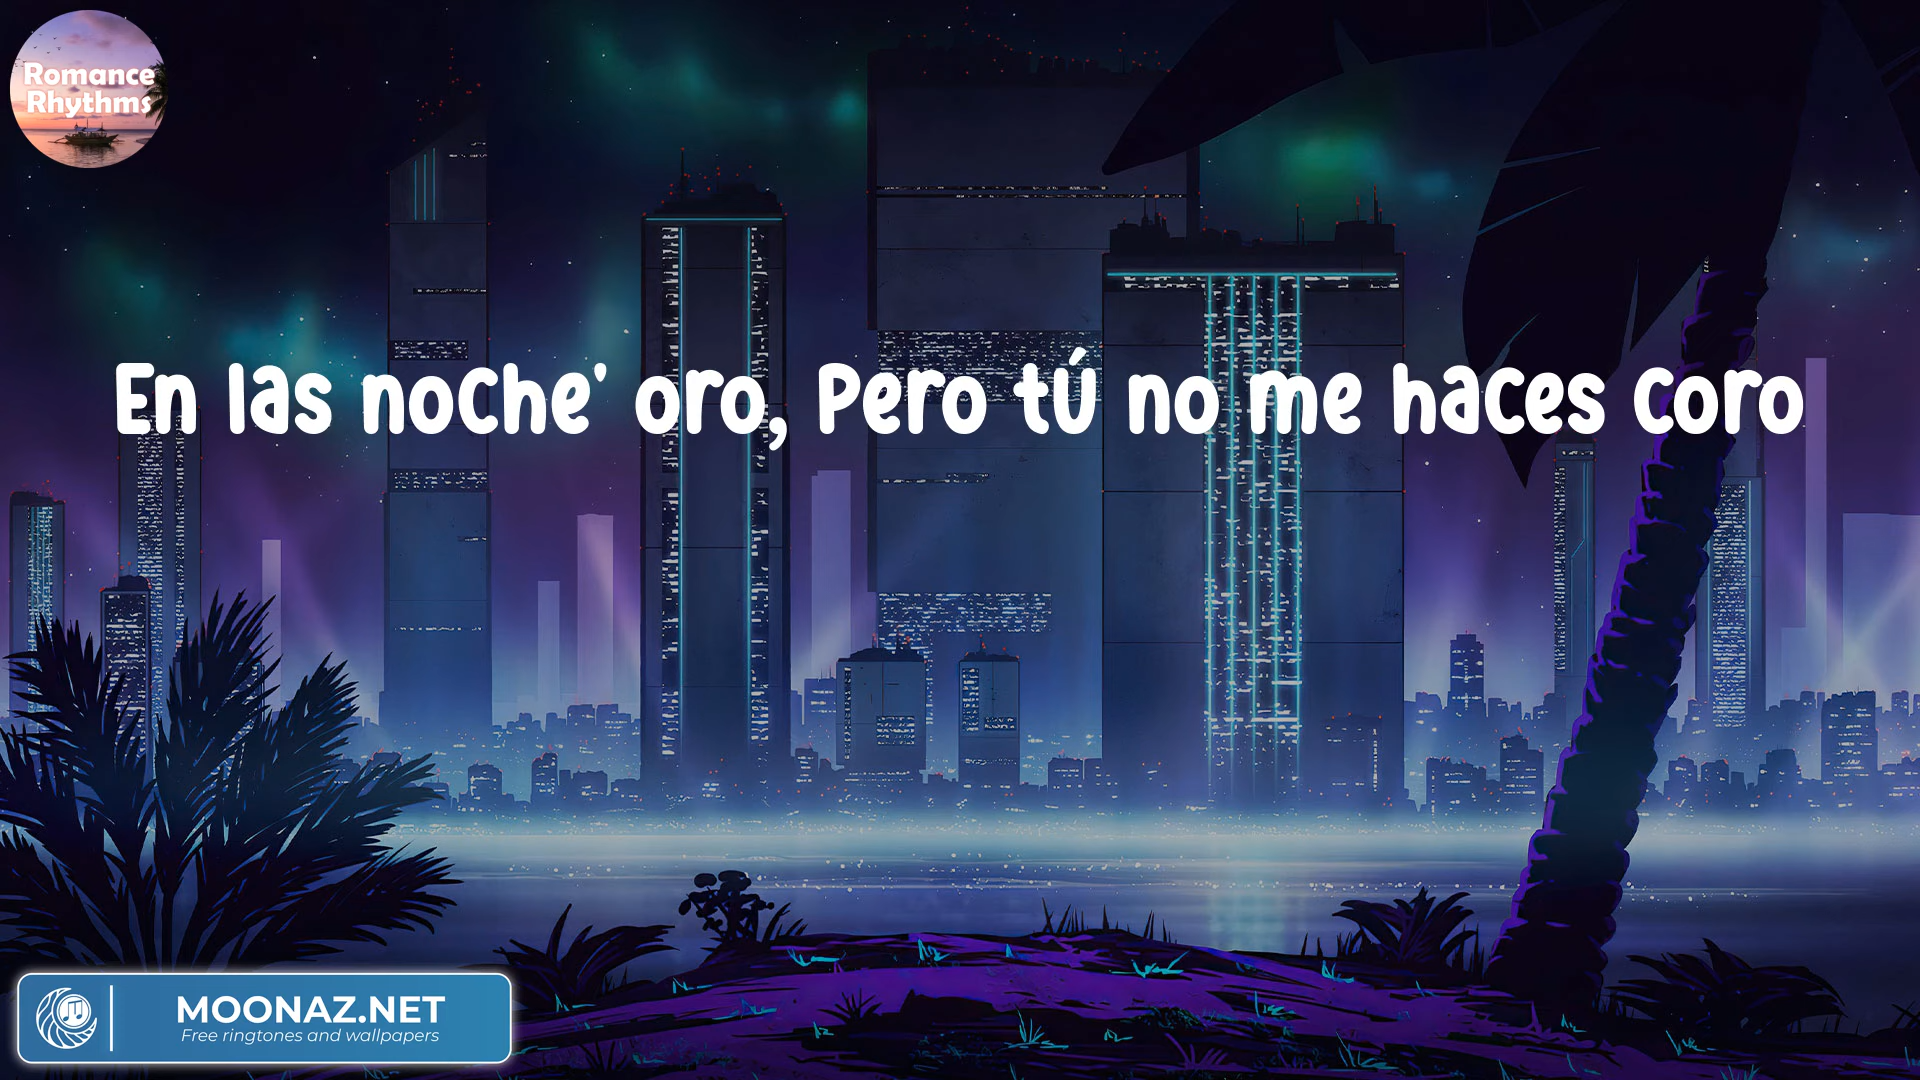 Romance
Rhythms
En las noche' oro, Pero tú no me haces coro
MOONAZ.NET
Free ringtones and wallpapers